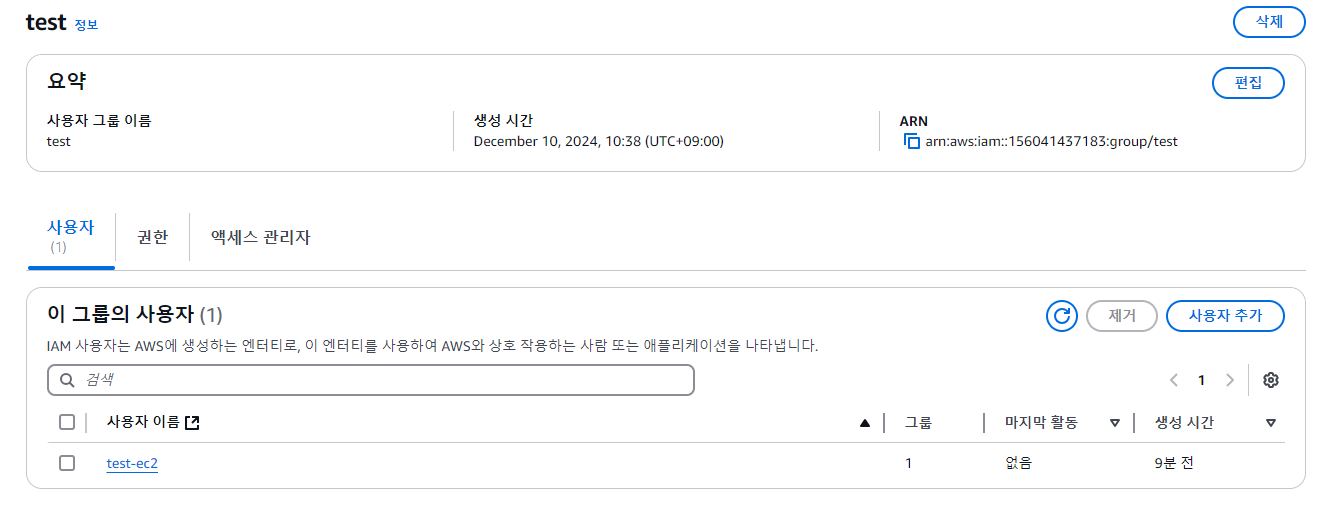 test 정보
삭제
요약
편집
사용자 그룹 이름
test
생성 시간
December 10, 2024, 10:38 (UTC+09:00)
ARN
arn:aws:iam::156041437183:group/test
사용자
(1)
권한
액세스 관리자
이 그룹의 사용자 (1)
제거
사용자 추가
IAM 사용자는 AWS에 생성하는 엔터티로, 이 엔터티를 사용하여 AWS와 상호 작용하는 사람 또는 애플리케이션을 나타냅니다.
검색
1
사용자 이름
그룹
마지막 활동
생성 시간
test-ec2
1
없음
9분 전